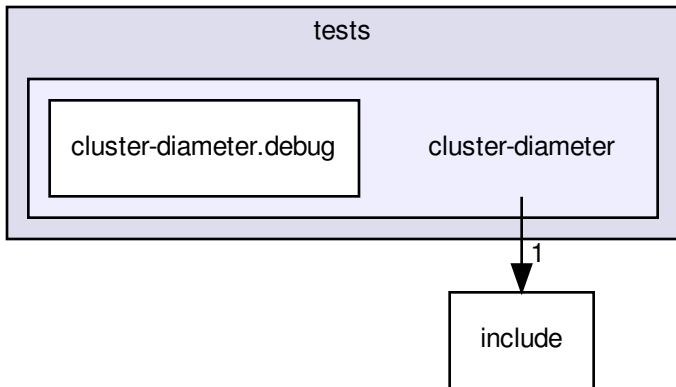 tests
cluster-diameter.debug
cluster-diameter
1
include